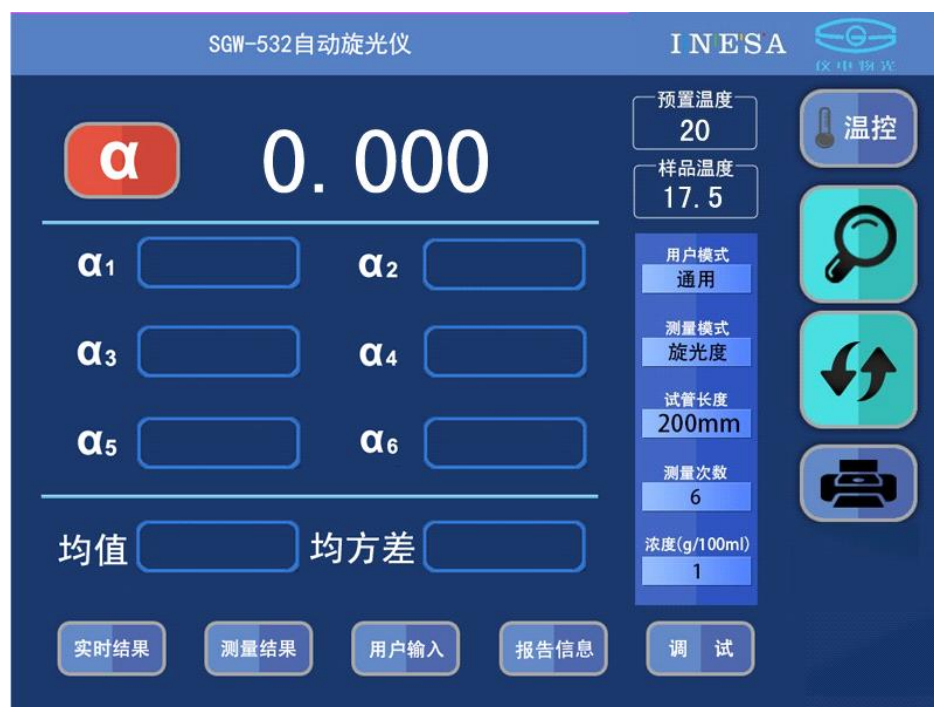 SGW-532自动旋光仪
INESA
仪电物光
预置温度
20
温控
α
0.000
样品温度
17.5
α1
α2
用户模式
通用
测量模式
旋光度
α3
α4
试管长度
200mm
α5
α6
测量次数
6
均值
均方差
浓度(g/100ml)
1
实时结果
测量结果
用户输入
报告信息
调 试